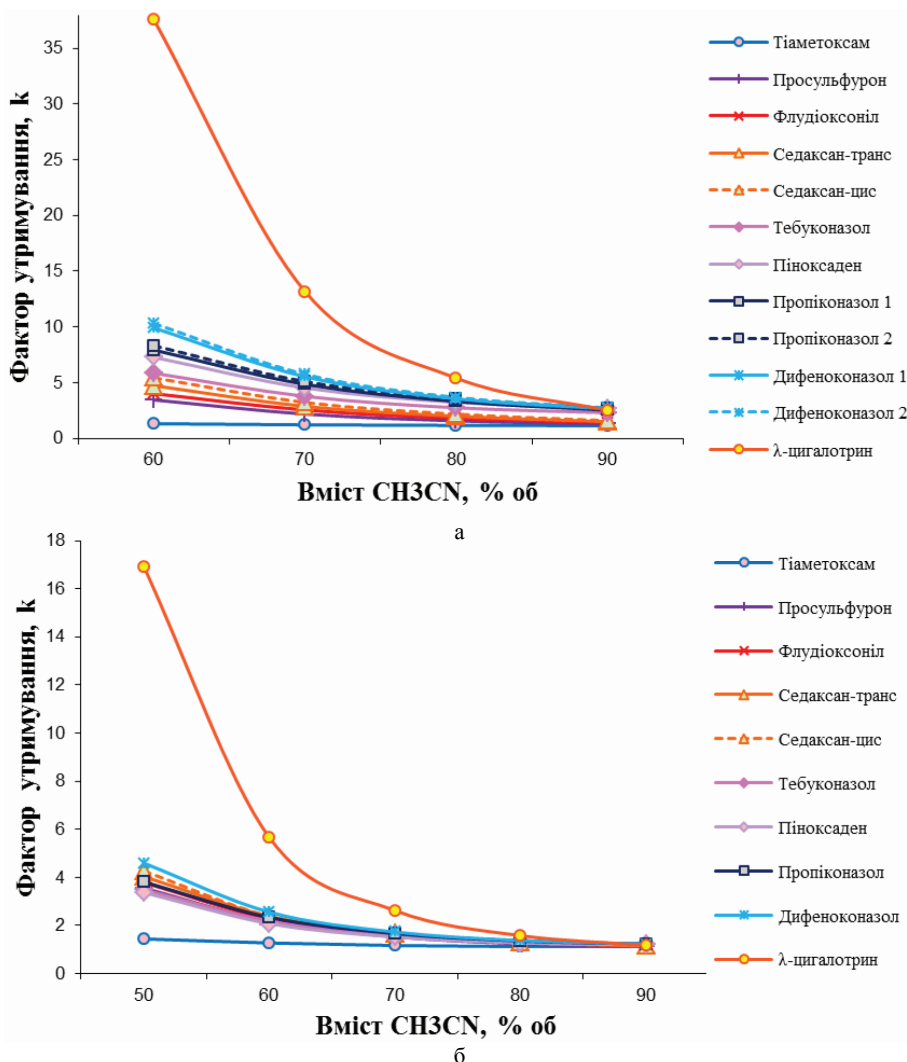 Фактор утримування, k
35
30
25
20
15
10
5
0
60 70 80 90
Вміст CH3CN, % об
Тіаметоксам
Просульфурон
Флудіоксоніл
Седаксан-транс
Седаксан-цис
Тебуконазол
Піноксаден
Пропіконазол 1
Пропіконазол 2
Дифеноконазол 1
Дифеноконазол 2
λ-цигалотрин
а
Фактор утримування, k
18
16
14
12
10
8
6
4
2
0
50 60 70 80 90
Вміст CH3CN, % об
Тіаметоксам
Просульфурон
Флудіоксоніл
Седаксан-транс
Седаксан-цис
Тебуконазол
Піноксаден
Пропіконазол
Дифеноконазол
λ-цигалотрин
б